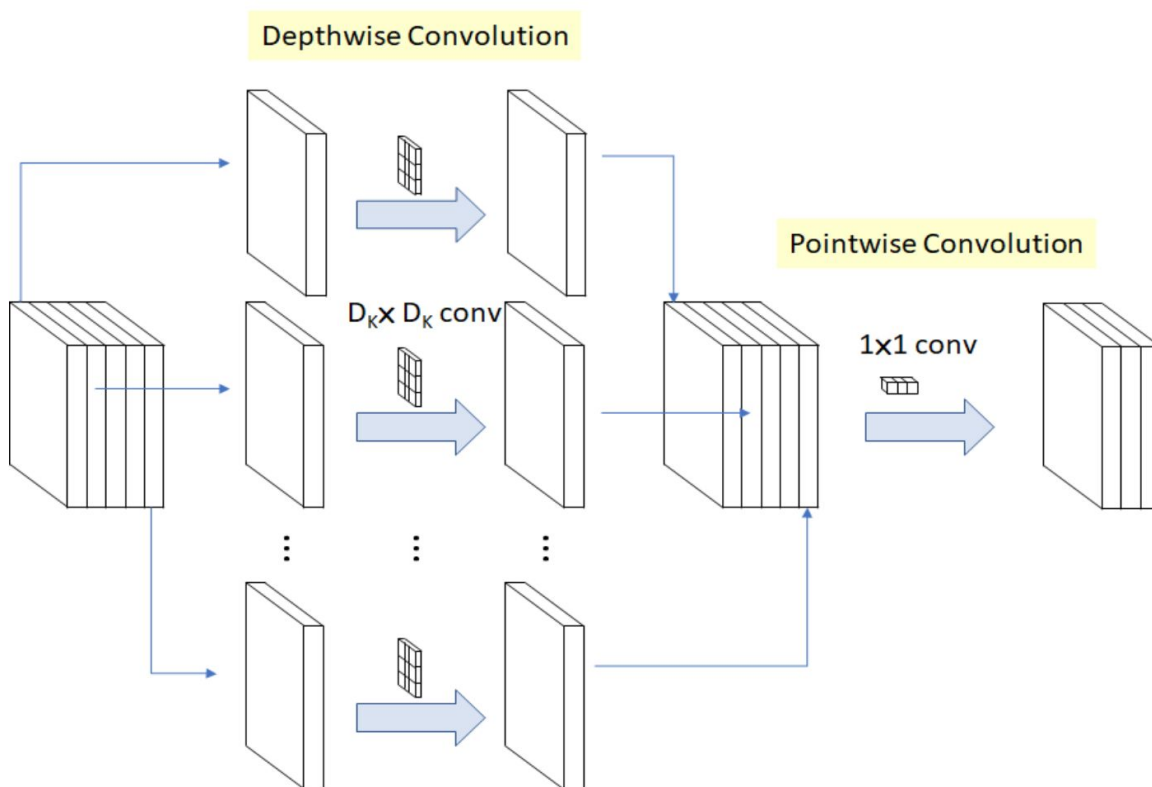 Depthwise Convolution
Pointwise Convolution
Dₖx Dₖ conv
1x1 conv